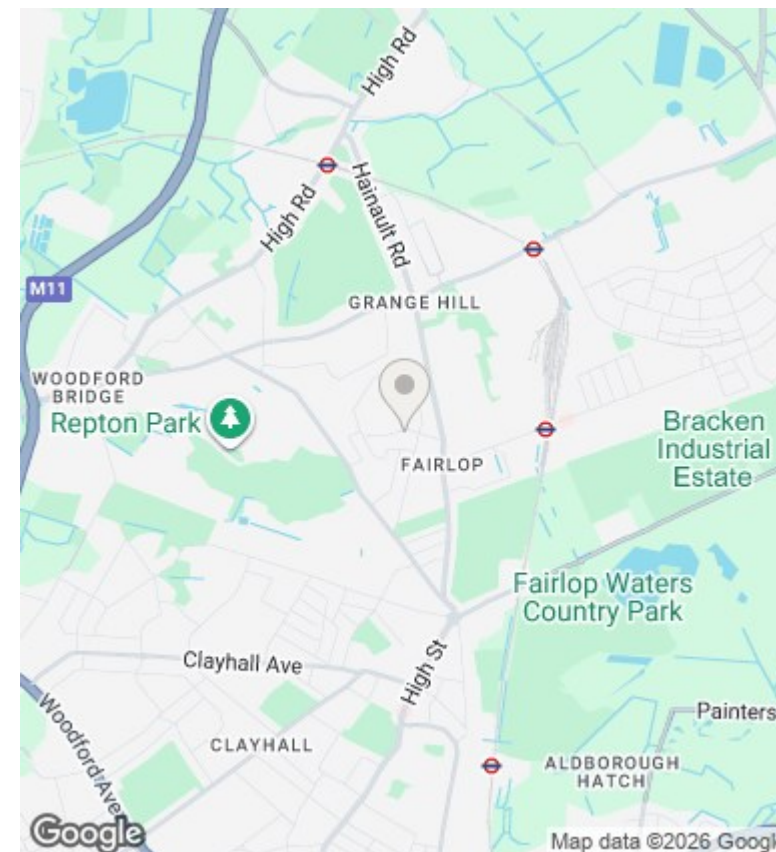 High Rd
High Rd
Hainault Rd
M11
GRANGE HILL
WOODFORD
BRIDGE
Repton Park
Bracken
Industrial
Estate
FAIRLOP
Fairlop Waters
Country Park
High St
Clayhall Ave
Woodford Ave
Painters
CLAYHALL
ALDBOROUGH
HATCH
Google
Map data ©2026 Google